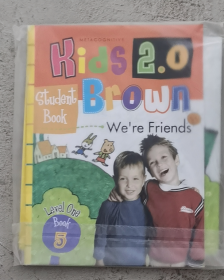 Kids 2.0
Brown
Student
Book
We're Friends
Level One
Book
5